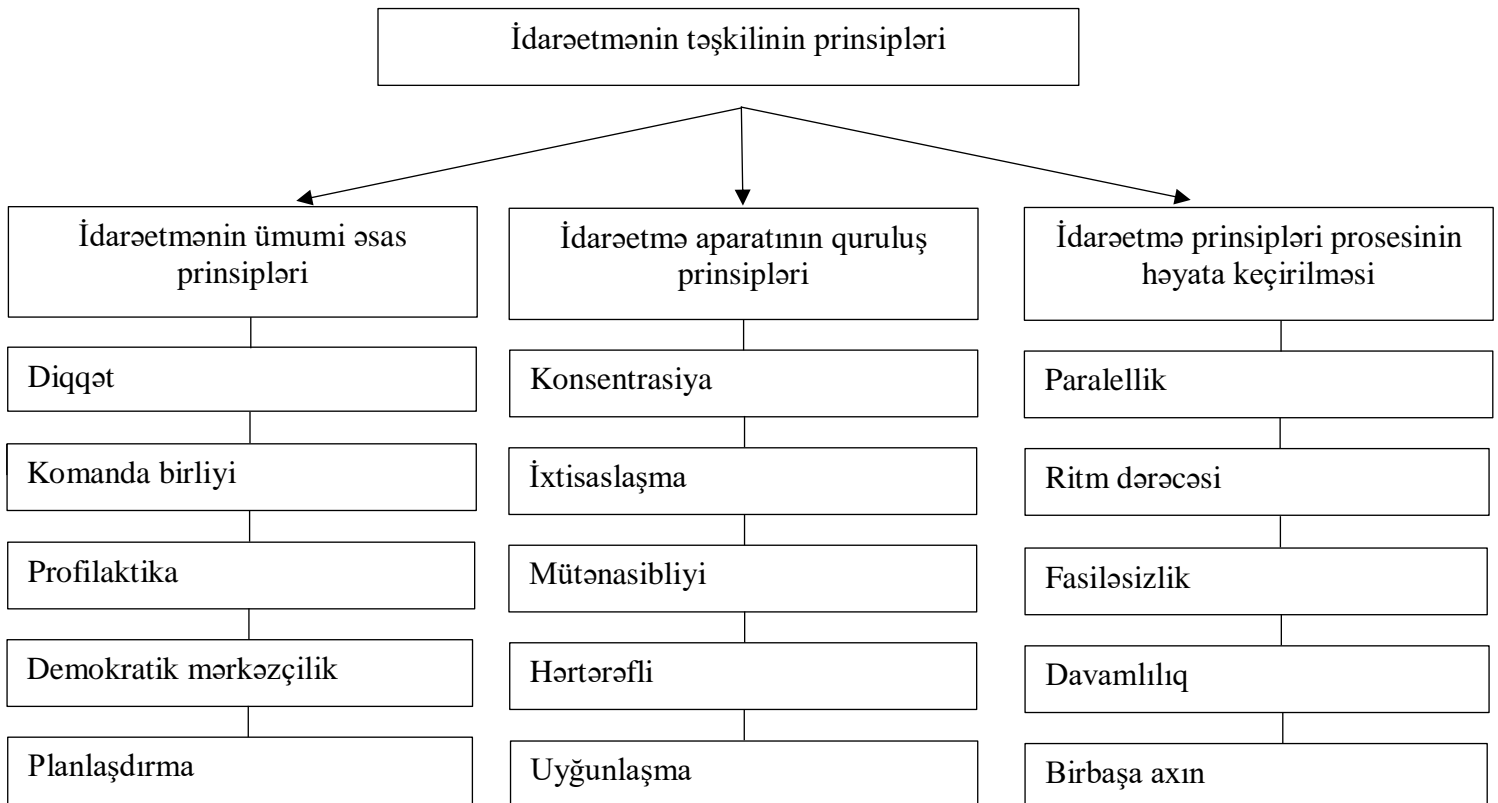 İdarəetmənin təşkilinin prinsipləri
İdarəetmənin ümumi əsas
prinsipləri
Diqqət
Komanda birliyi
Profilaktika
Demokratik mərkəzçilik
Planlaşdırma
İdarəetmə aparatının quruluş
prinsipləri
Konsentrasiya
İxtisaslaşma
Mütənasibliyi
Hərtərəfli
Uyğunlaşma
İdarəetmə prinsipləri prosesinin
həyata keçirilməsi
Paralellik
Ritm dərəcəsi
Fasiləsizlik
Davamlılıq
Birbaşa axın